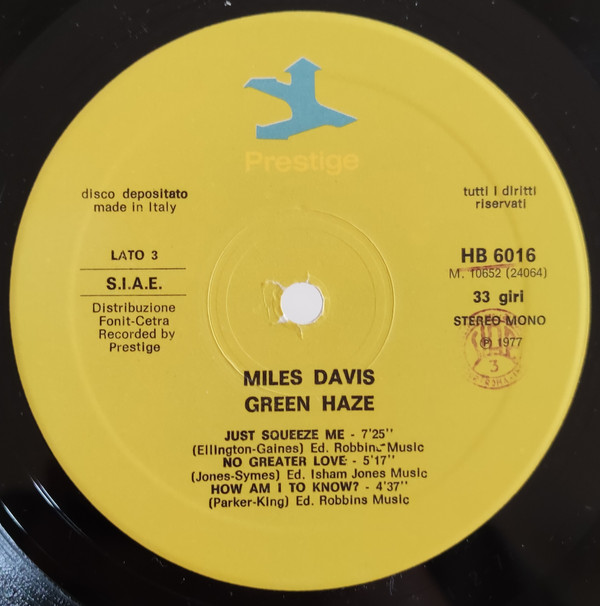 Prestige
disco depositato
made in Italy
tutti i diritti
riservati
LATO 3
S.I.A.E.
Distribuzione
Fonit-Cetra
Recorded by
Prestige
HB 6016
M. 10652 (24064)
33 giri
STEREO-MONO
℗ 1977
3
MILES DAVIS
GREEN HAZE
JUST SQUEEZE ME - 7'25''
(Ellington-Gaines) Ed. Robbins Music
NO GREATER LOVE - 5'17''
(Jones-Symes) Ed. Isham Jones Music
HOW AM I TO KNOW? - 4'37''
(Parker-King) Ed. Robbins Music